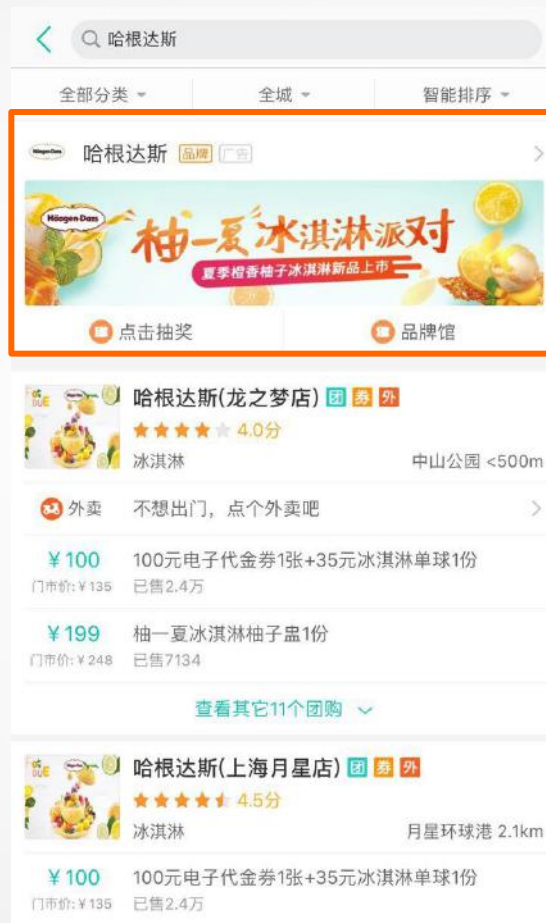 哈根达斯
全部分类
全城
智能排序
Häagen-Dazs 哈根达斯 品牌 广告
Häagen-Dazs
柚一夏冰淇淋派对
夏季橙香柚子冰淇淋新品上市
点击抽奖
品牌馆
哈根达斯(龙之梦店) 团 券 外
4.0分
冰淇淋
中山公园 <500m
外卖 不想出门，点个外卖吧
¥100 100元电子代金券1张+35元冰淇淋单球1份
门市价:¥135 已售2.4万
¥199 柚一夏冰淇淋柚子盅1份
门市价:¥248 已售7134
查看其它11个团购
哈根达斯(上海月星店) 团 券 外
4.5分
冰淇淋
月星环球港 2.1km
¥100 100元电子代金券1张+35元冰淇淋单球1份
门市价:¥135 已售2.4万